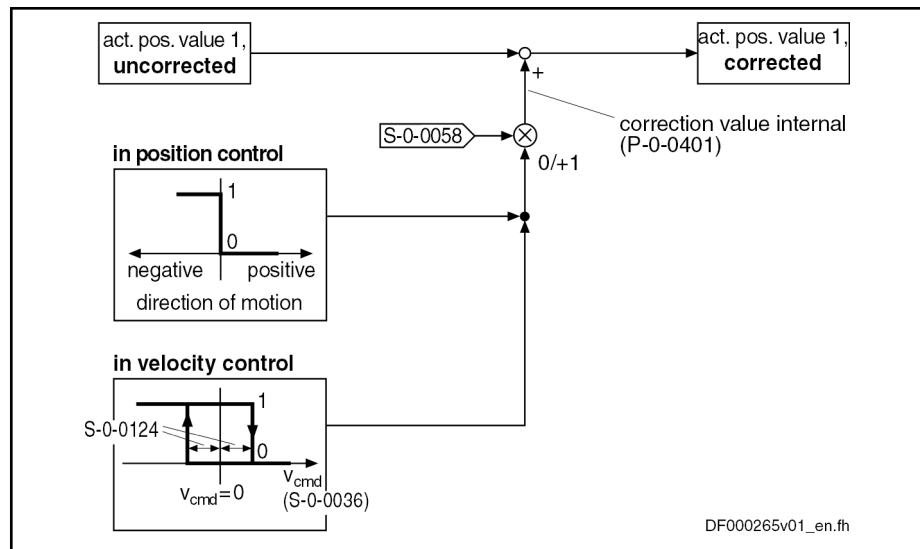 act. pos. value 1,
uncorrected
act. pos. value 1,
corrected
+
S-0-0058
correction value internal
(P-0-0401)
0/+1
in position control
1
0
negative
positive
direction of motion
in velocity control
1
S-0-0124
0
vcmd=0
vcmd
(S-0-0036)
DF000265v01_en.fh